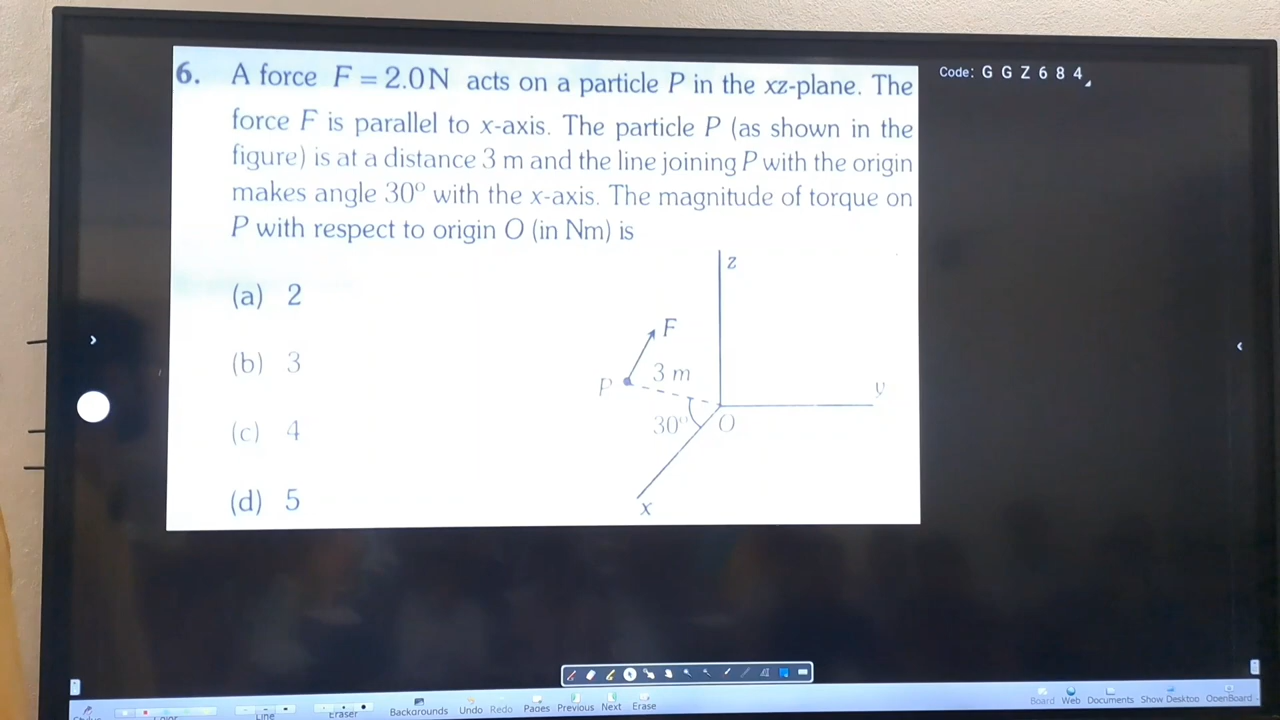 6. A force F = 2.0N acts on a particle P in the xz-plane. The
force F is parallel to x-axis. The particle P (as shown in the
figure) is at a distance 3 m and the line joining P with the origin
makes angle 30º with the x-axis. The magnitude of torque on
P with respect to origin O (in Nm) is
(a) 2
(b) 3
(c) 4
(d) 5
z
F
P
3 m
y
30º
O
x
Code: G G Z 6 8 4
Backgrounds
Undo
Redo
Pages
Previous
Next
Erase
Line
Eraser
Board
Web
Documents
Show Desktop
OpenBoard